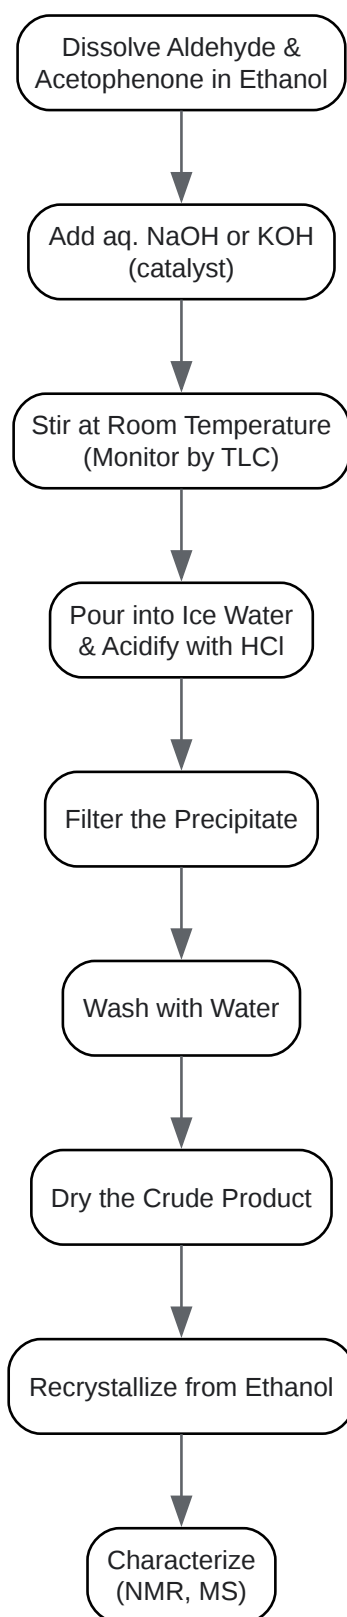 Dissolve Aldehyde &
Acetophenone in Ethanol
Add aq. NaOH or KOH
(catalyst)
Stir at Room Temperature
(Monitor by TLC)
Pour into Ice Water
& Acidify with HCl
Filter the Precipitate
Wash with Water
Dry the Crude Product
Recrystallize from Ethanol
Characterize
(NMR, MS)